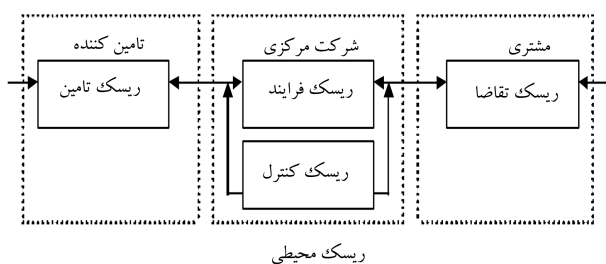 مشتری
شرکت مرکزی
تامین کننده
ریسک تقاضا
ریسک فرایند
ریسک تامین
ریسک کنترل
ریسک محیطی